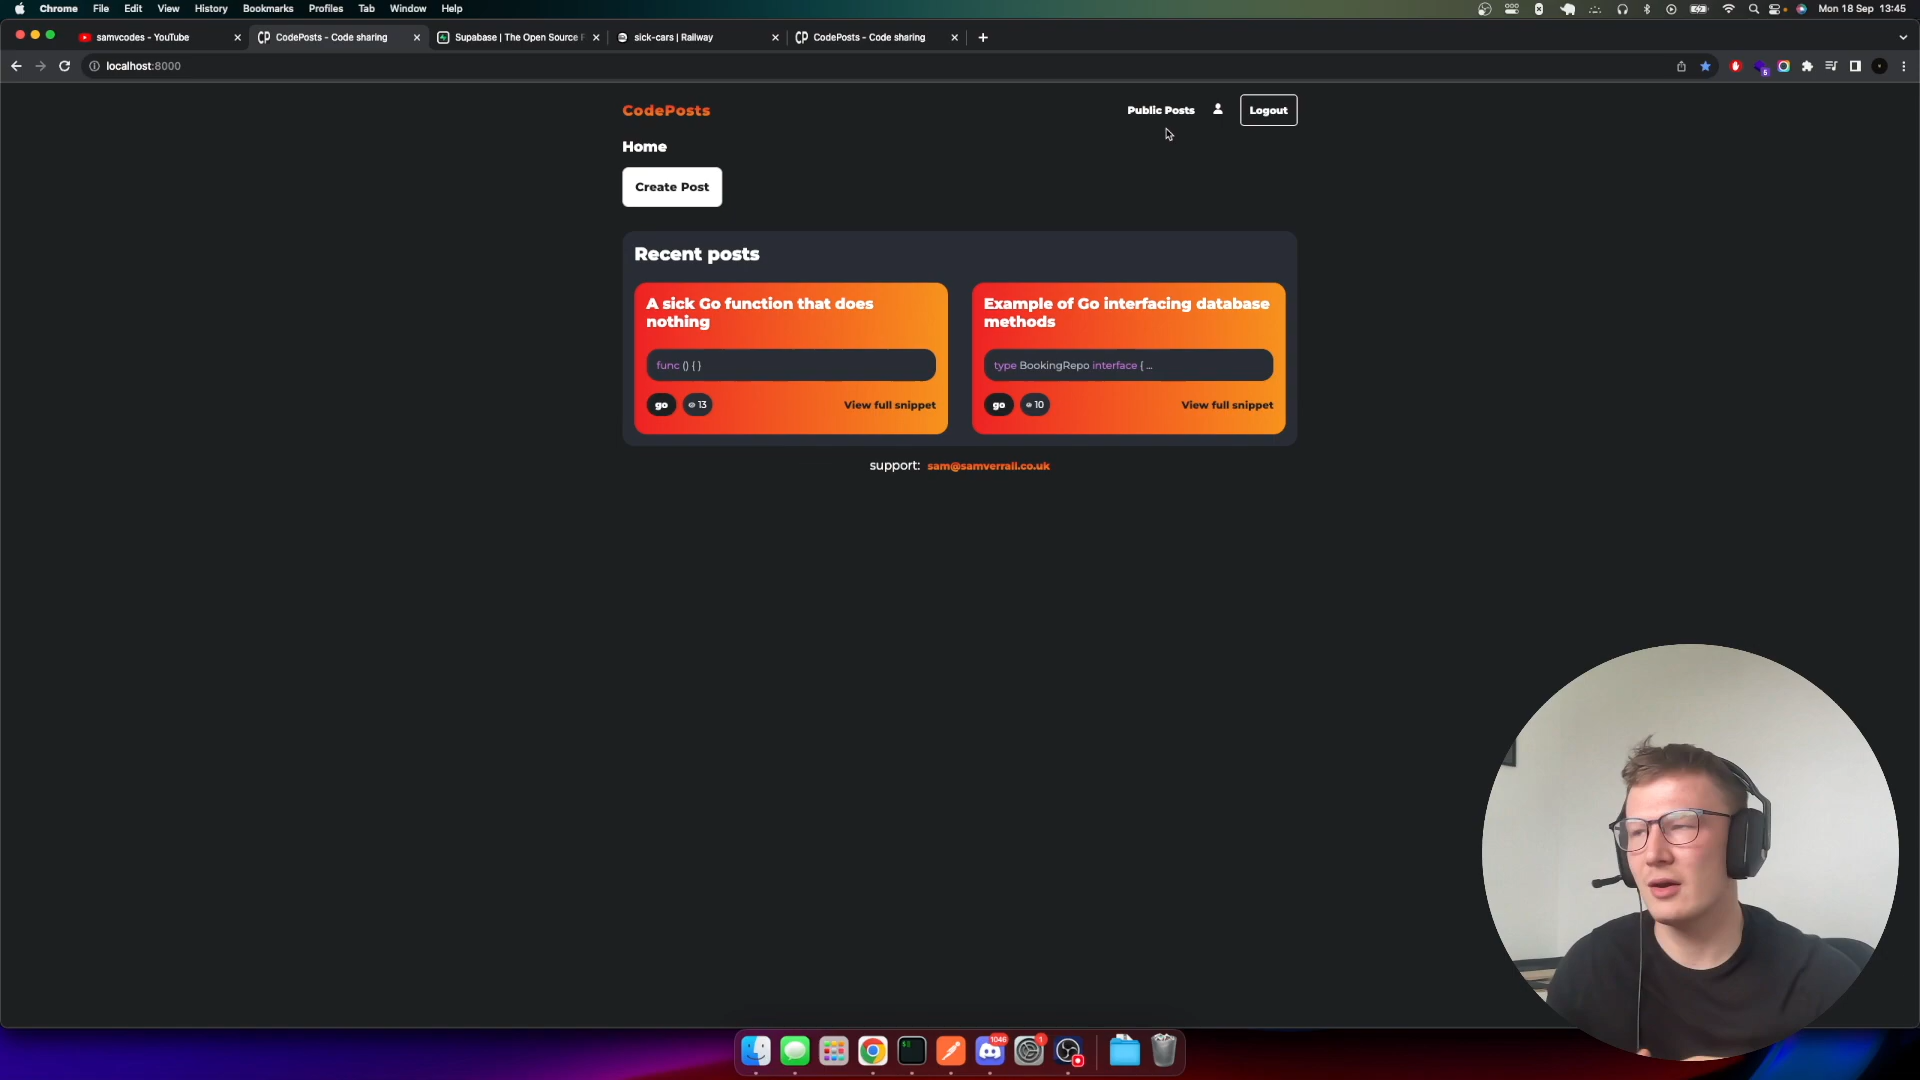 Chrome File Edit View History Bookmarks Profiles Tab Window Help Mon 18 Sep 13:45
samvcodes - YouTube CodePosts - Code sharing Supabase | The Open Source F sick-cars | Railway CodePosts - Code sharing
localhost:8000
5
CodePosts Public Posts Logout
Home
Create Post
Recent posts
A sick Go function that does
nothing
func () { }
go 13 View full snippet
Example of Go interfacing database
methods
type BookingRepo interface { ...
go 10 View full snippet
support: sam@samverrall.co.uk
1046
1